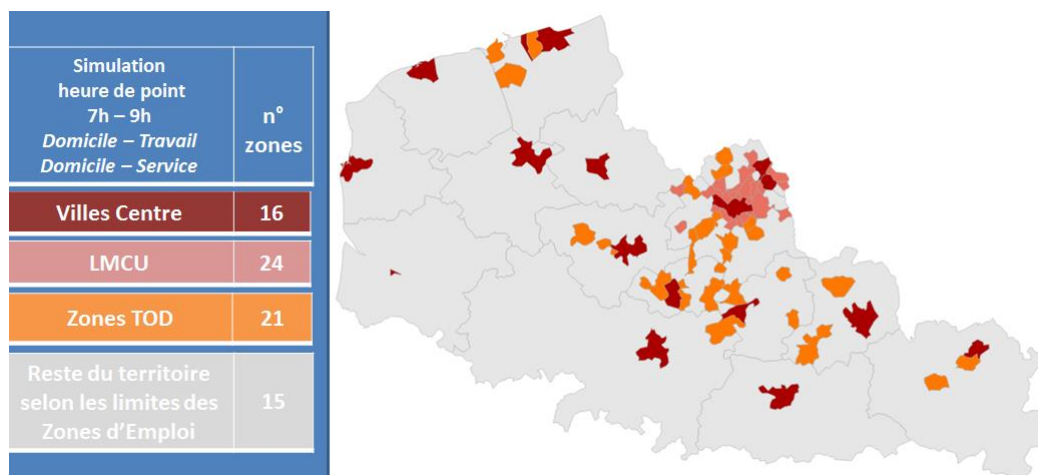 Simulation
heure de point
7h – 9h
Domicile – Travail
Domicile – Service
n°
zones
Villes Centre 16
LMCU 24
Zones TOD 21
Reste du territoire
selon les limites des
Zones d’Emploi
15